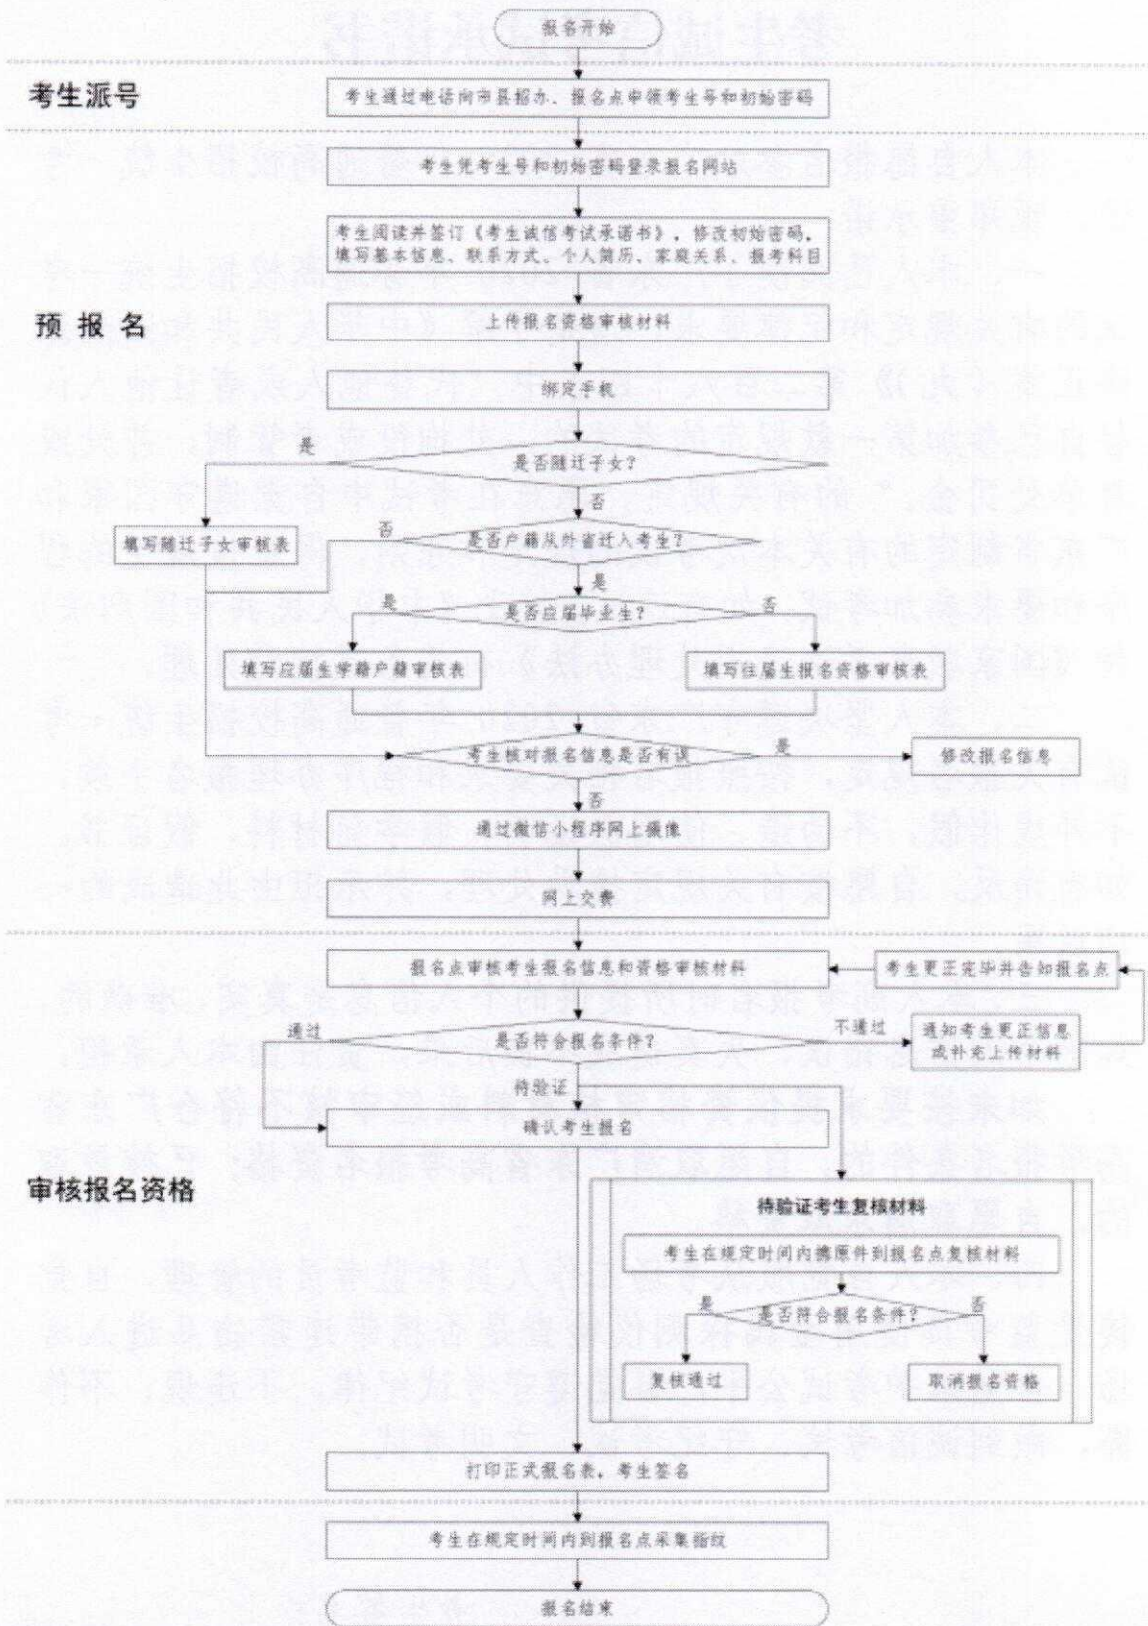 报名开始
考生派号
考生通过电话向市县招办、报名点申领考生号和初始密码
考生凭考生号和初始密码登录报名网站
考生阅读并签订《考生诚信考试承诺书》，修改初始密码，
填写基本信息、联系方式、个人简历、家庭关系、报考科目
预 报 名
上传报名资格审核材料
绑定手机
是
是否随迁子女？
否
填写随迁子女审核表
否
是否户籍从外省迁入考生？
是
是
是否应届毕业生？
否
填写应届生学籍户籍审核表
填写往届生报名资格审核表
考生核对报名信息是否有误
是
修改报名信息
否
通过微信小程序网上摄像
网上交费
报名点审核考生报名信息和资格审核材料
考生更正完毕并告知报名点
通过
是否符合报名条件？
不通过
通知考生更正信息
或补充上传材料
待验证
确认考生报名
审核报名资格
待验证考生复核材料
考生在规定时间内携原件到报名点复核材料
是
是否符合报名条件？
否
复核通过
取消报名资格
打印正式报名表，考生签名
考生在规定时间内到报名点采集指纹
报名结束